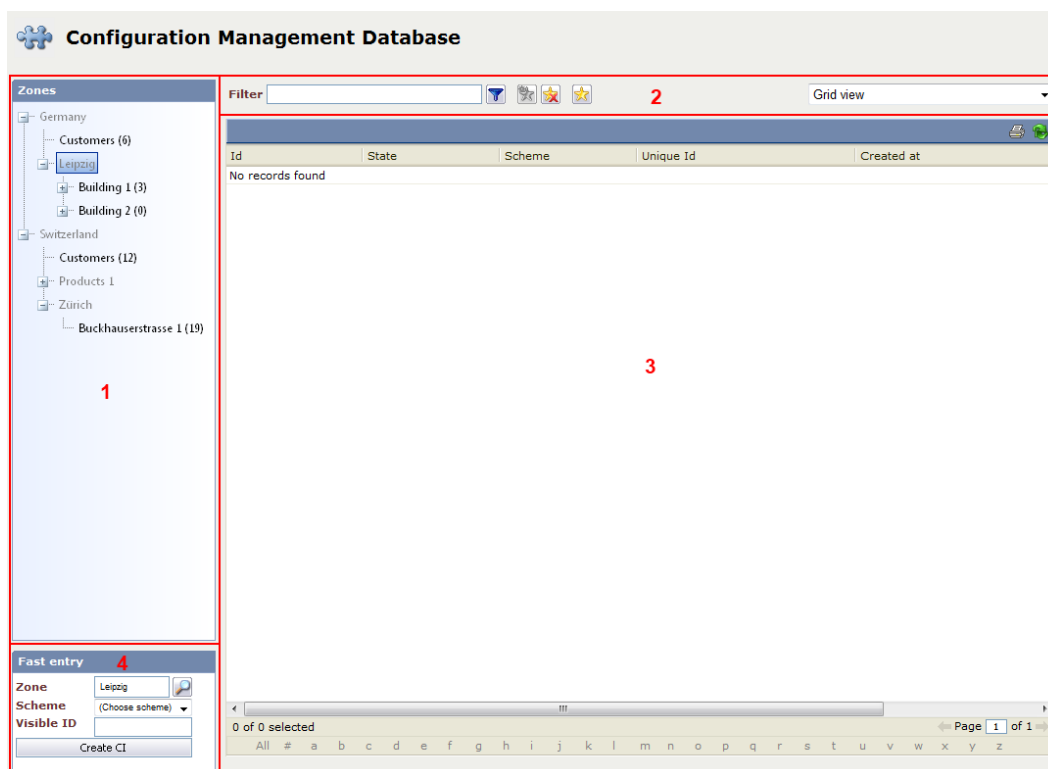 Configuration Management Database
Zones
Germany
Customers (6)
Leipzig
Building 1 (3)
Building 2 (0)
Switzerland
Customers (12)
Products 1
Zürich
Buckhauserstrasse 1 (19)
1
Filter
2
Grid view
Id State Scheme Unique Id Created at
No records found
3
Fast entry 4
Zone Leipzig
Scheme (Choose scheme)
Visible ID
Create CI
0 of 0 selected Page 1 of 1
All # a b c d e f g h i j k l m n o p q r s t u v w x y z